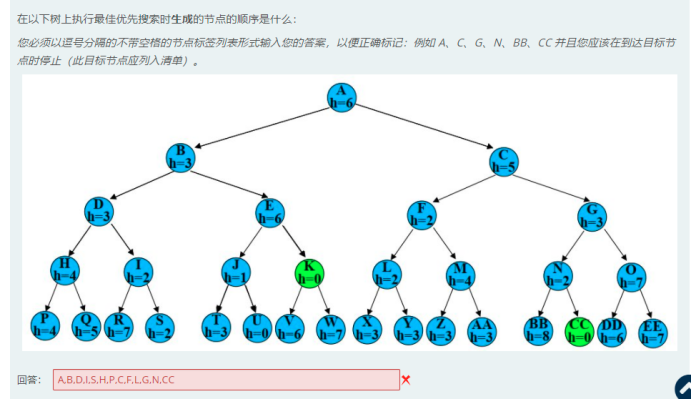 在以下树上执行最佳优先搜索时生成的节点的顺序是什么：
您必须以逗号分隔的不带空格的节点标签列表形式输入您的答案，以便正确标记：例如 A、C、G、N、BB、CC 并且您应该在到达目标节
点时停止（此目标节点应列入清单）。
A
h=6
B
h=3
C
h=5
D
h=3
E
h=6
F
h=2
G
h=3
H
h=4
I
h=2
J
h=1
K
h=0
L
h=2
M
h=4
N
h=2
O
h=7
P
h=4
Q
h=5
R
h=7
S
h=2
T
h=3
U
h=0
V
h=6
W
h=7
X
h=3
Y
h=3
Z
h=3
AA
h=3
BB
h=8
CC
h=0
DD
h=6
EE
h=7
回答： A,B,D,I,S,H,P,C,F,L,G,N,CC